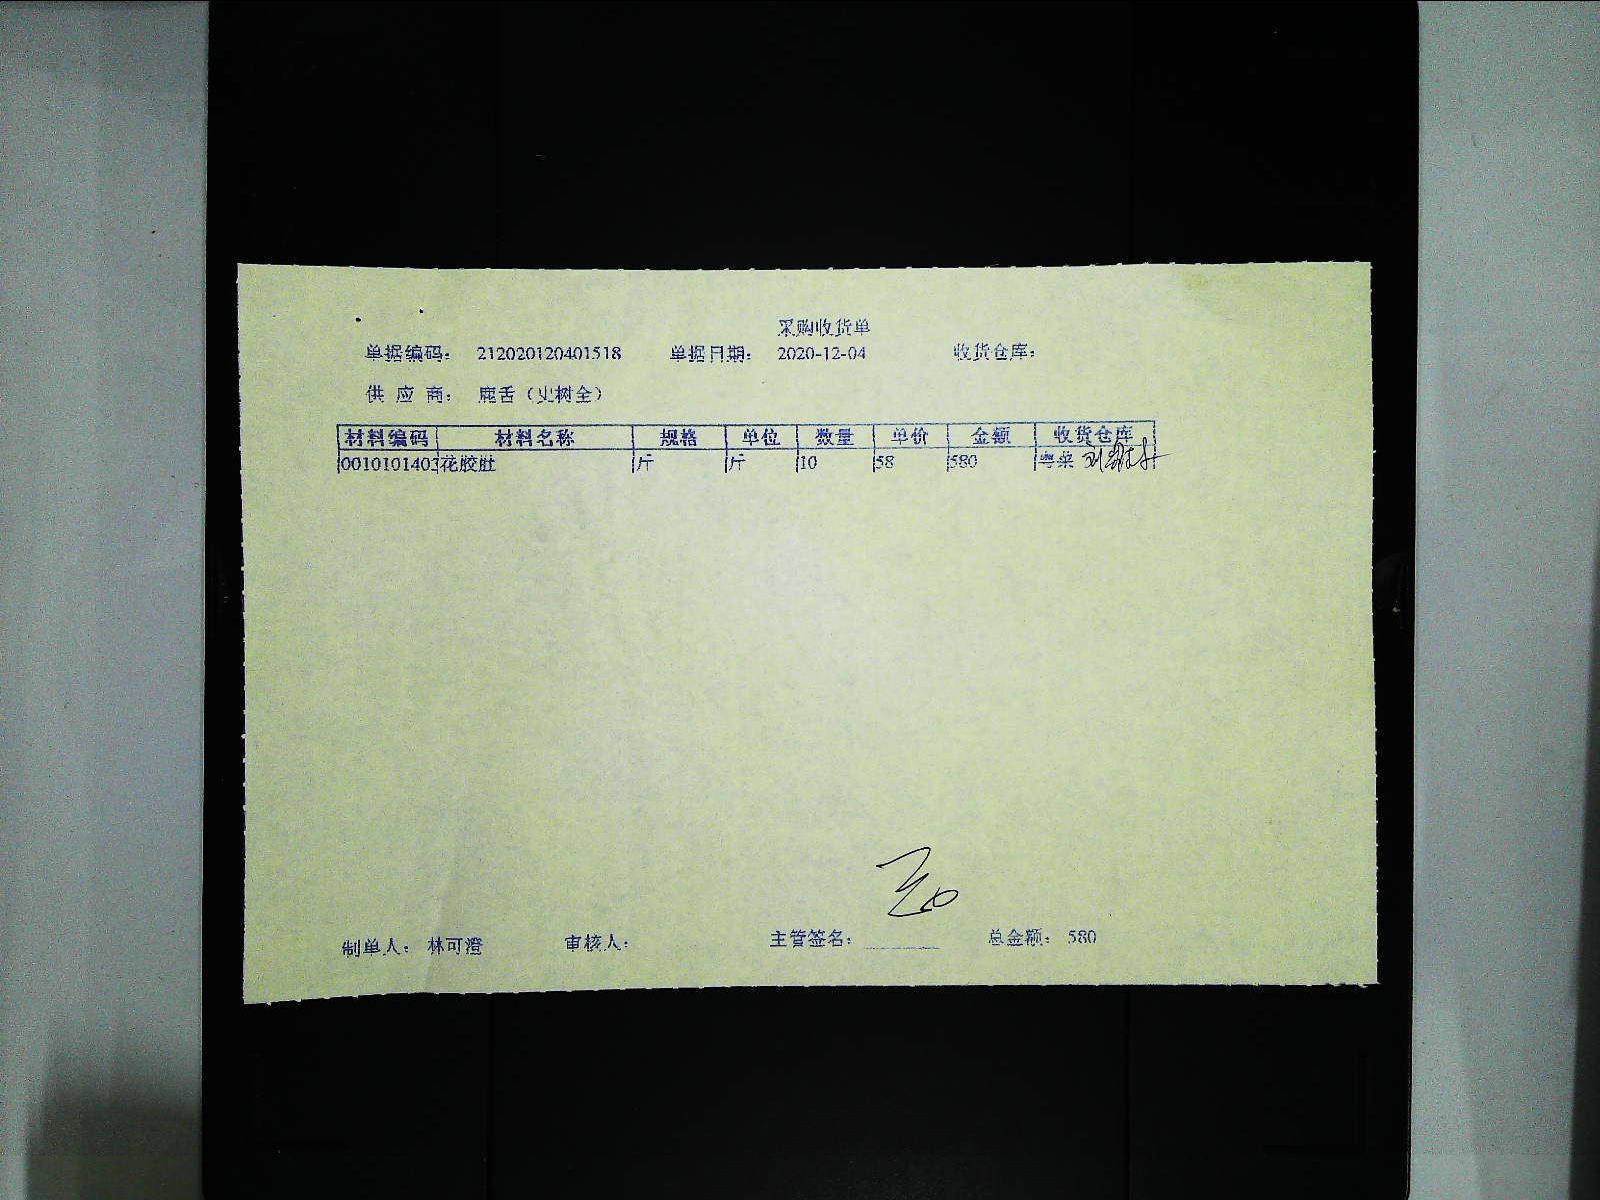 采购收货单
单据编码： 212020120401518 单据日期： 2020-12-04 收货仓库：
供 应 商： 鹿舌（史树全）
材料编码 材料名称 规格 单位 数量 单价 金额 收货仓库
0010101403 花胶肚 斤 斤 10 58 580 粤菜
制单人： 林可澄 审核人： 主管签名： 总金额： 580